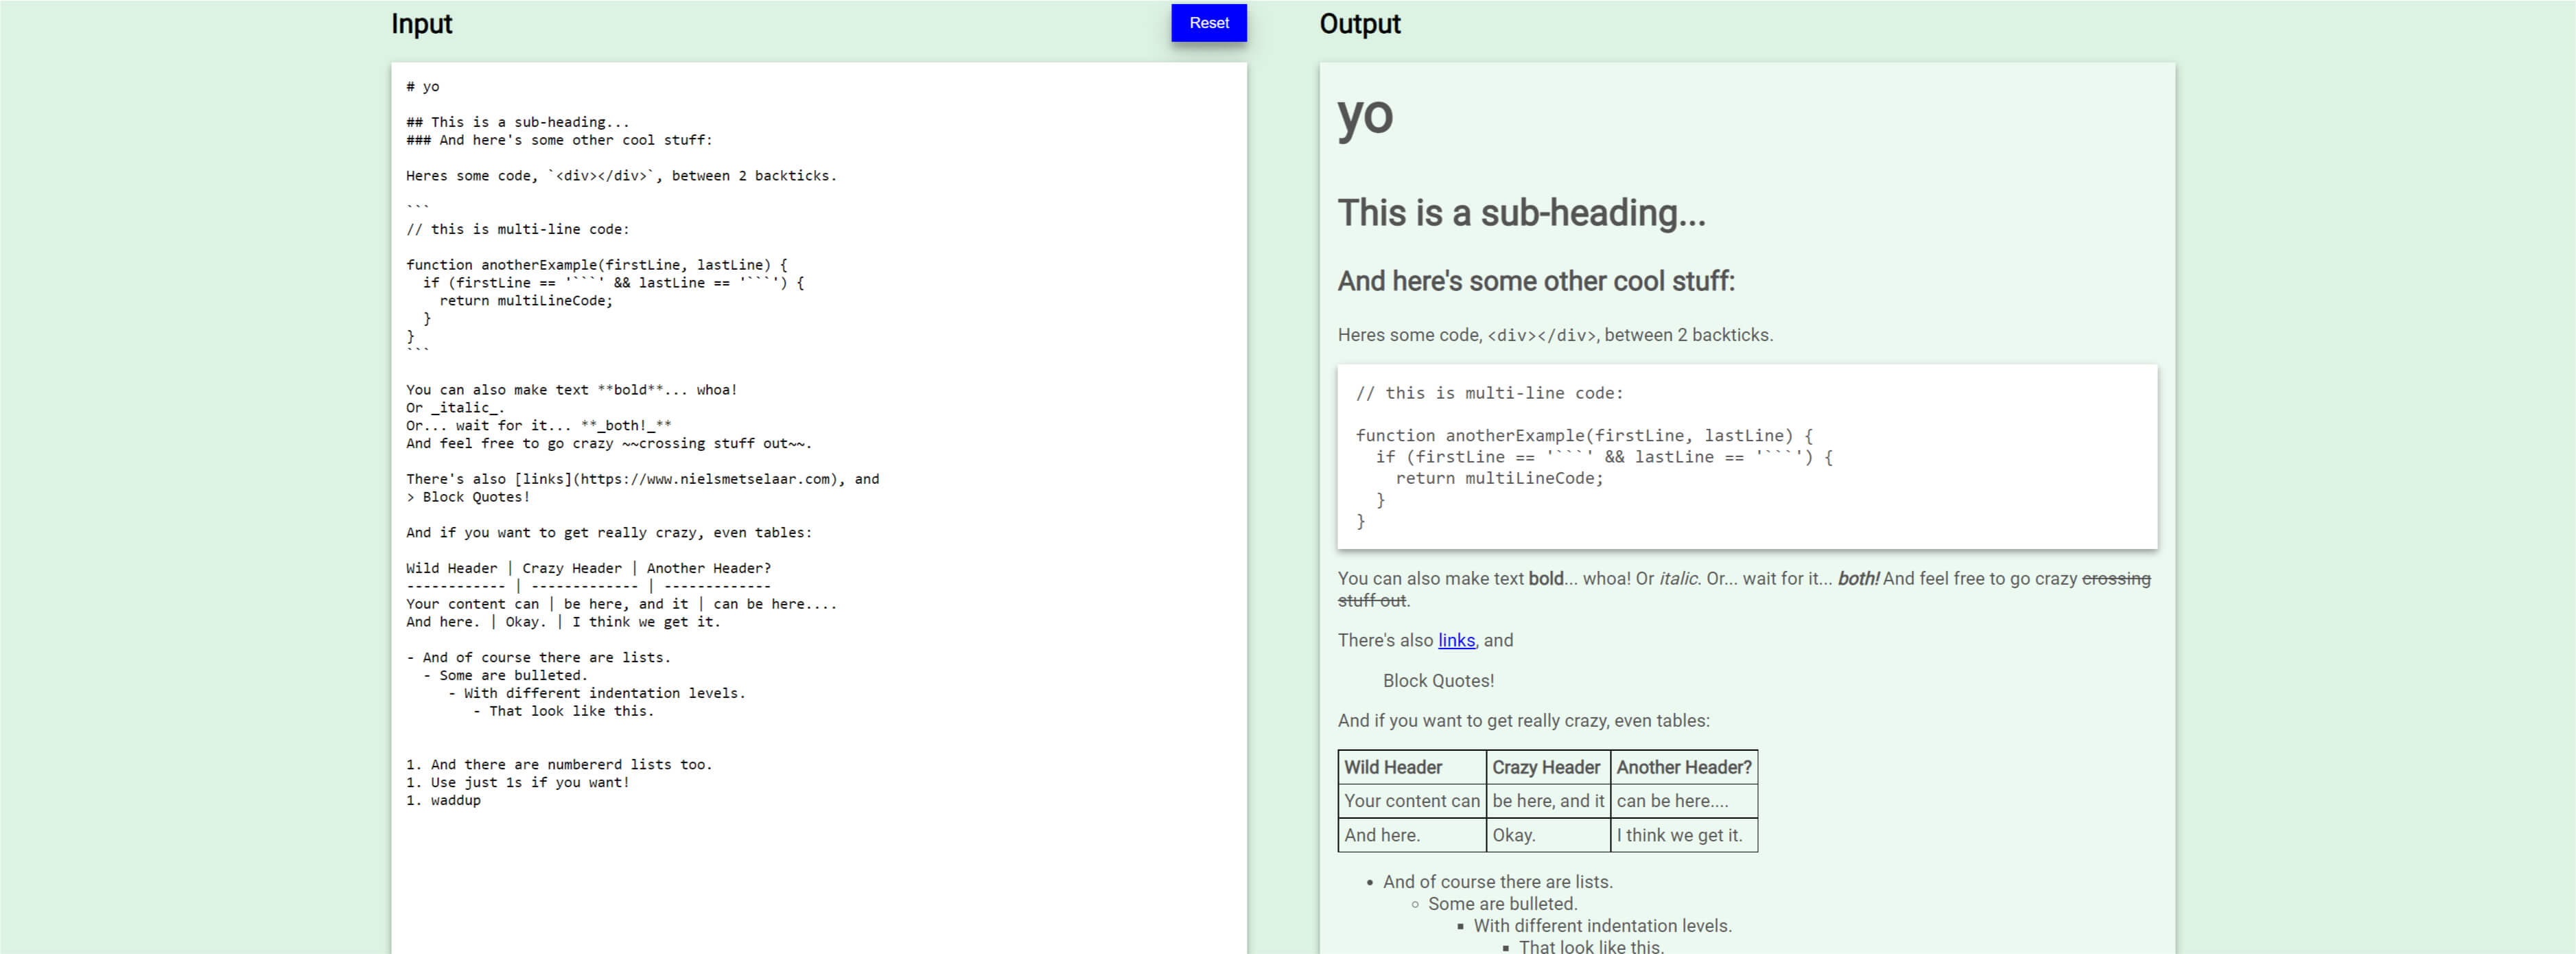 Input
Reset
# yo
## This is a sub-heading...
### And here's some other cool stuff:
Heres some code, `<div></div>`, between 2 backticks.
```
// this is multi-line code:
function anotherExample(firstLine, lastLine) {
  if (firstLine == '```' && lastLine == '```') {
    return multiLineCode;
  }
}
```
You can also make text **bold**... whoa!
Or _italic_.
Or... wait for it... **_both!_**
And feel free to go crazy ~~crossing stuff out~~.
There's also [links](https://www.nielsmetselaar.com), and
> Block Quotes!
And if you want to get really crazy, even tables:
Wild Header | Crazy Header | Another Header?
------------ | ------------- | -------------
Your content can | be here, and it | can be here....
And here. | Okay. | I think we get it.
- And of course there are lists.
  - Some are bulleted.
     - With different indentation levels.
        - That look like this.
1. And there are numbererd lists too.
1. Use just 1s if you want!
1. waddup
Output
yo
This is a sub-heading...
And here's some other cool stuff:
Heres some code, <div></div>, between 2 backticks.
// this is multi-line code:
function anotherExample(firstLine, lastLine) {
  if (firstLine == '```' && lastLine == '```') {
    return multiLineCode;
  }
}
You can also make text bold... whoa! Or italic. Or... wait for it... both! And feel free to go crazy crossing
stuff out.
There's also links, and
Block Quotes!
And if you want to get really crazy, even tables:
Wild Header Crazy Header Another Header?
Your content can be here, and it can be here....
And here. Okay. I think we get it.
• And of course there are lists.
◦ Some are bulleted.
▪ With different indentation levels.
▪ That look like this.